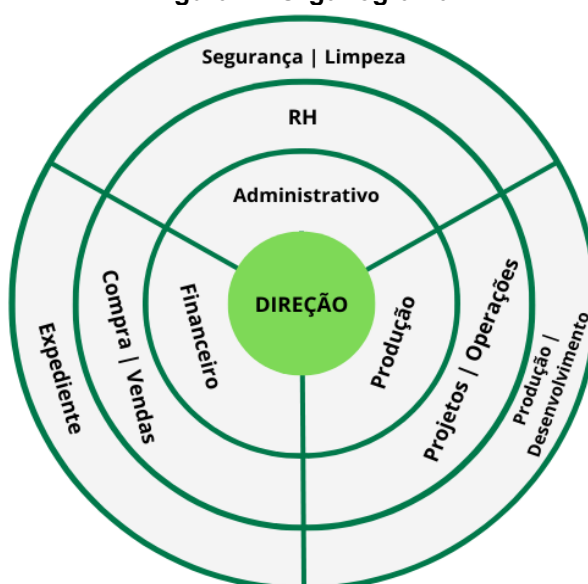 Segurança | Limpeza
RH
Administrativo
DIREÇÃO
Financeiro
Compra | Vendas
Expediente
Produção
Projetos | Operações
Produção |
Desenvolvimento